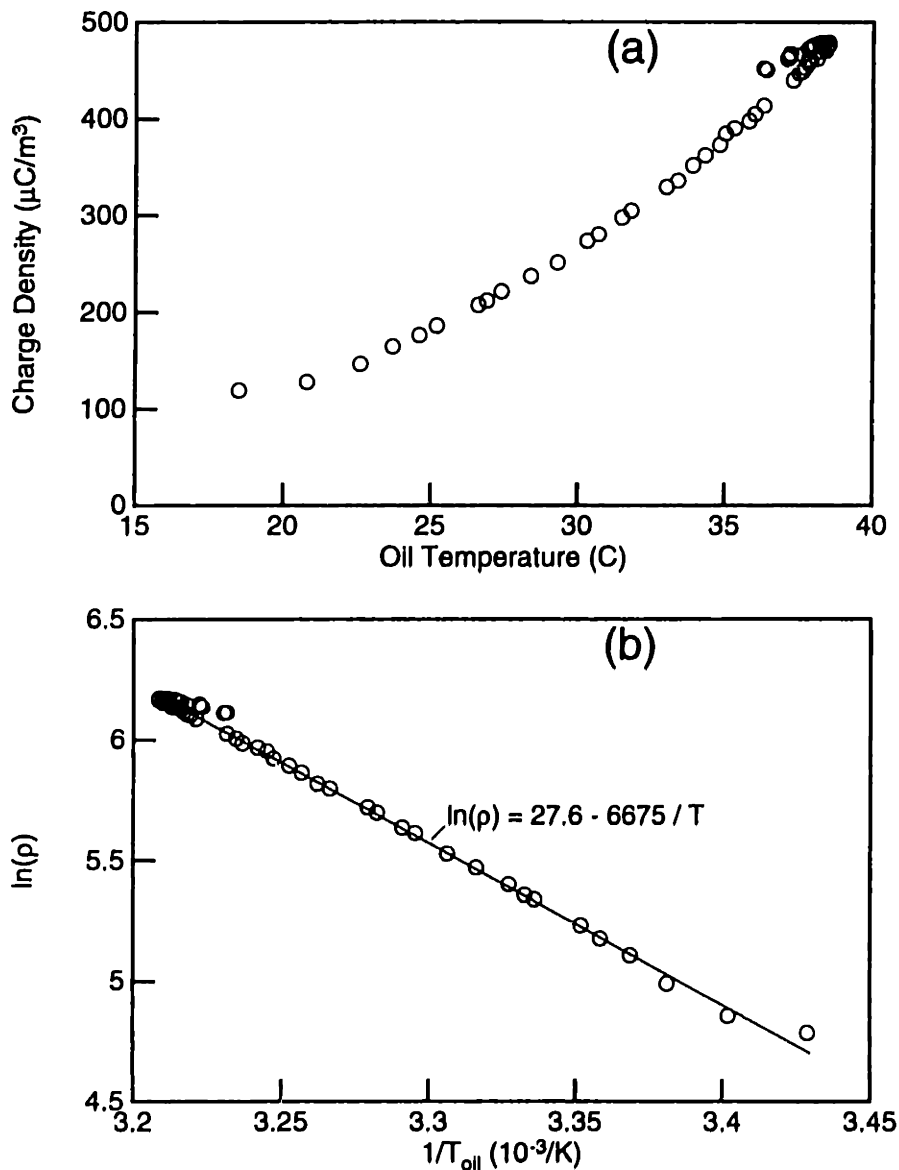 500
(a)
400
300
200
100
0
Charge Density (μC/m³)
15 20 25 30 35 40
Oil Temperature (C)
6.5
(b)
6
5.5
5
4.5
ln(ρ)
ln(ρ) = 27.6 - 6675 / T
3.2 3.25 3.3 3.35 3.4 3.45
1/T_oil (10⁻³/K)